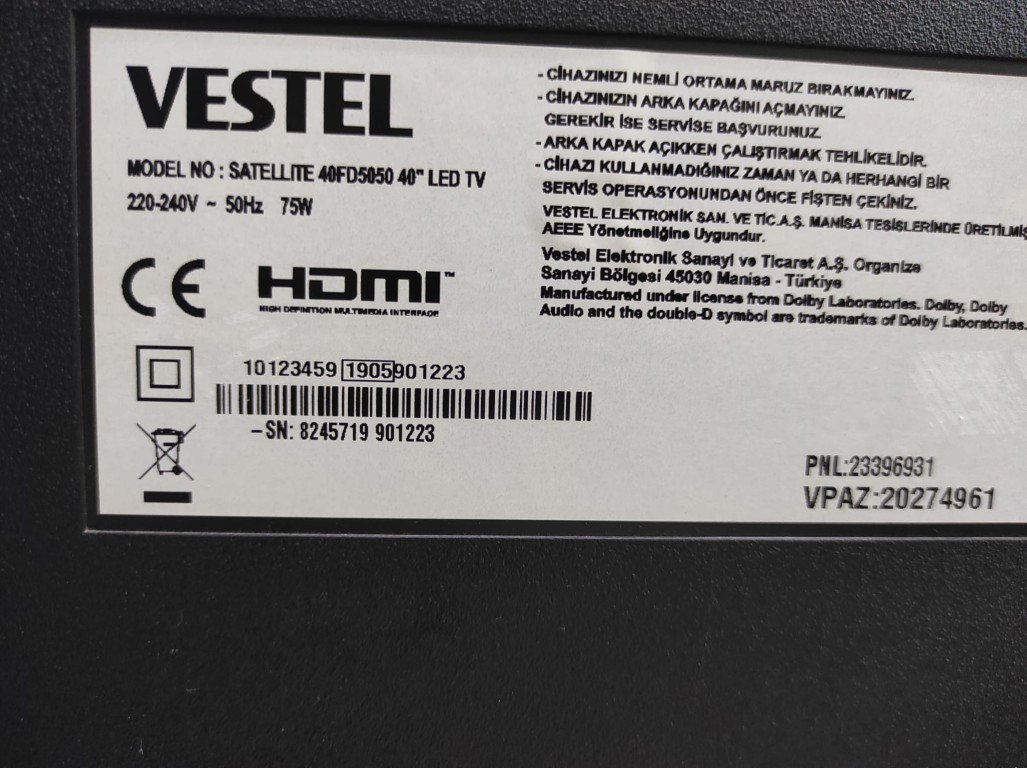 VESTEL
MODEL NO : SATELLITE 40FD5050 40" LED TV
220-240V ~ 50Hz 75W
CE
HDMI™
HIGH DEFINITION MULTIMEDIA INTERFACE
10123459 1905 901223
-SN: 8245719 901223
- CİHAZINIZI NEMLİ ORTAMA MARUZ BIRAKMAYINIZ.
- CİHAZINIZIN ARKA KAPAĞINI AÇMAYINIZ.
GEREKİR İSE SERVİSE BAŞVURUNUZ.
- ARKA KAPAK AÇIKKEN ÇALIŞTIRMAK TEHLİKELİDİR.
- CİHAZI KULLANMADIĞINIZ ZAMAN YA DA HERHANGİ BİR
SERVİS OPERASYONUNDAN ÖNCE FİŞTEN ÇEKİNİZ.
VESTEL ELEKTRONİK SAN. VE TİC.A.Ş. MANİSA TESİSLERİNDE ÜRETİLMİŞ
AEEE Yönetmeliğine Uygundur.
Vestel Elektronik Sanayi ve Ticaret A.Ş. Organize
Sanayi Bölgesi 45030 Manisa - Türkiye
Manufactured under license from Dolby Laboratories. Dolby, Dolby
Audio and the double-D symbol are trademarks of Dolby Laboratories.
PNL:23396931
VPAZ:20274961